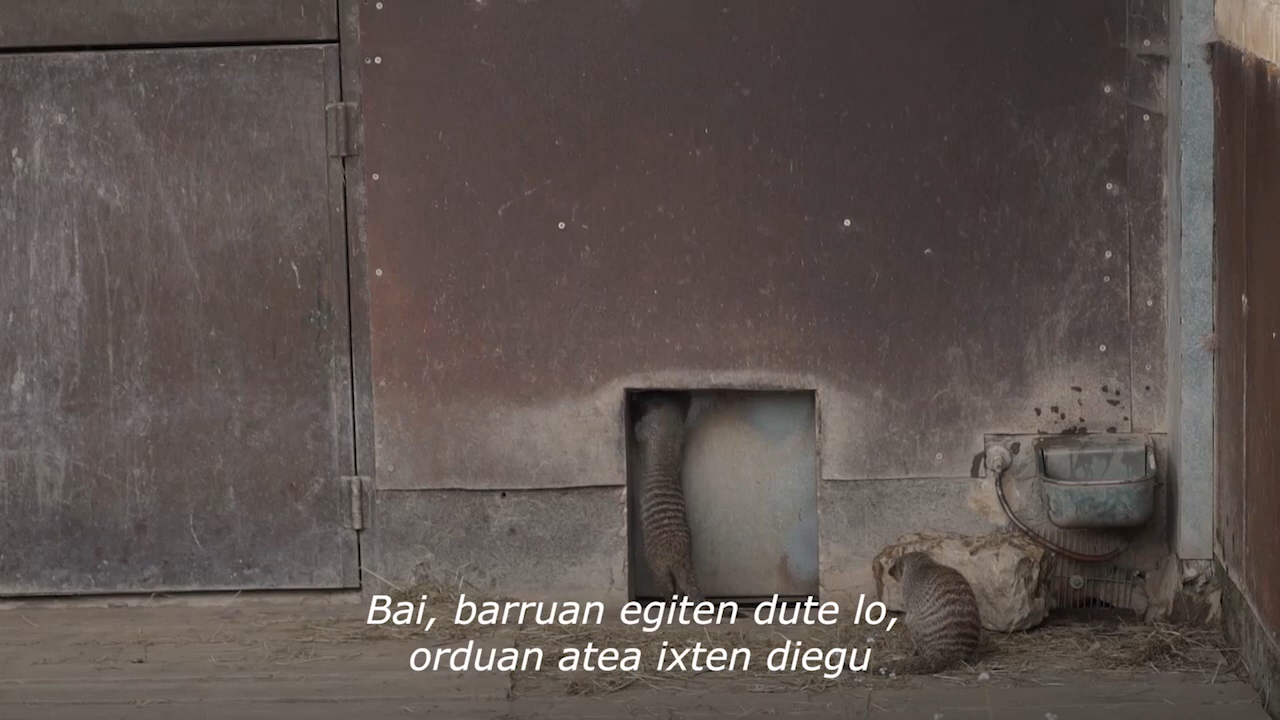 Bai, barruan egiten dute lo,
orduan atea ixten diegu